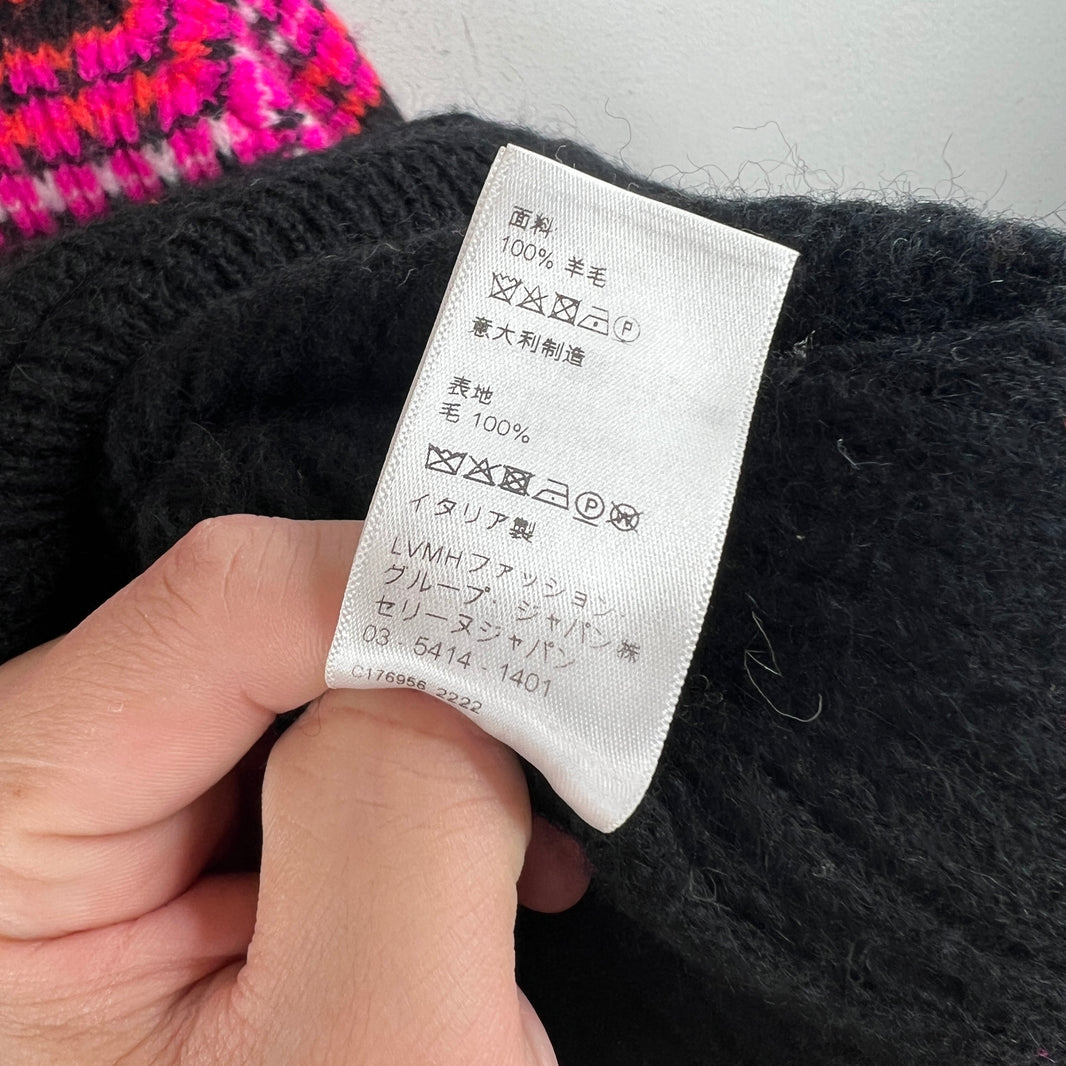 面料
100% 羊毛
P
意大利制造
表地
毛 100%
P W
イタリア製
LVMHファッション・
グループ・ジャパン㈱
セリーヌジャパン
03 - 5414 - 1401
C176956 2222